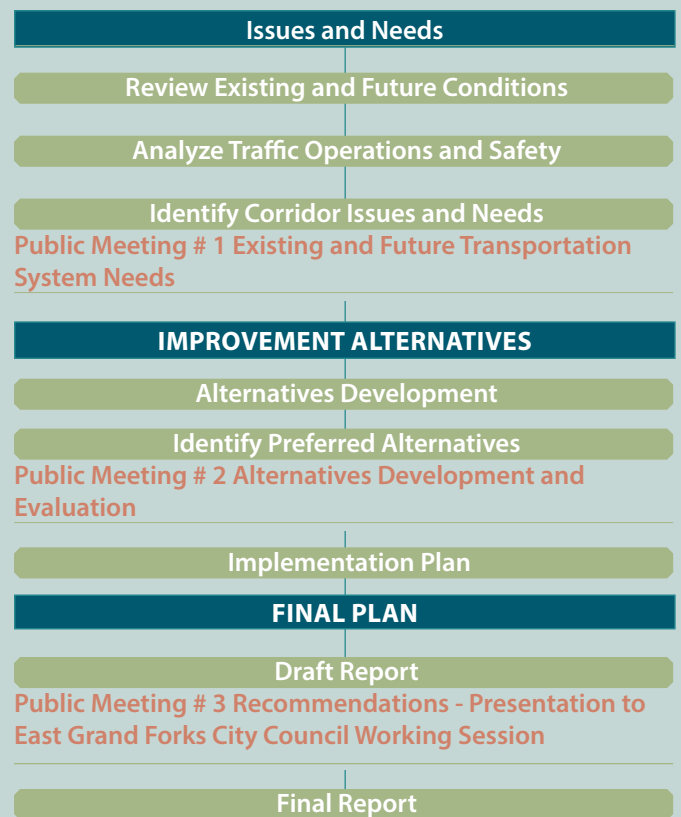 Issues and Needs
Review Existing and Future Conditions
Analyze Traffic Operations and Safety
Identify Corridor Issues and Needs
Public Meeting # 1 Existing and Future Transportation
System Needs
IMPROVEMENT ALTERNATIVES
Alternatives Development
Identify Preferred Alternatives
Public Meeting # 2 Alternatives Development and
Evaluation
Implementation Plan
FINAL PLAN
Draft Report
Public Meeting # 3 Recommendations - Presentation to
East Grand Forks City Council Working Session
Final Report